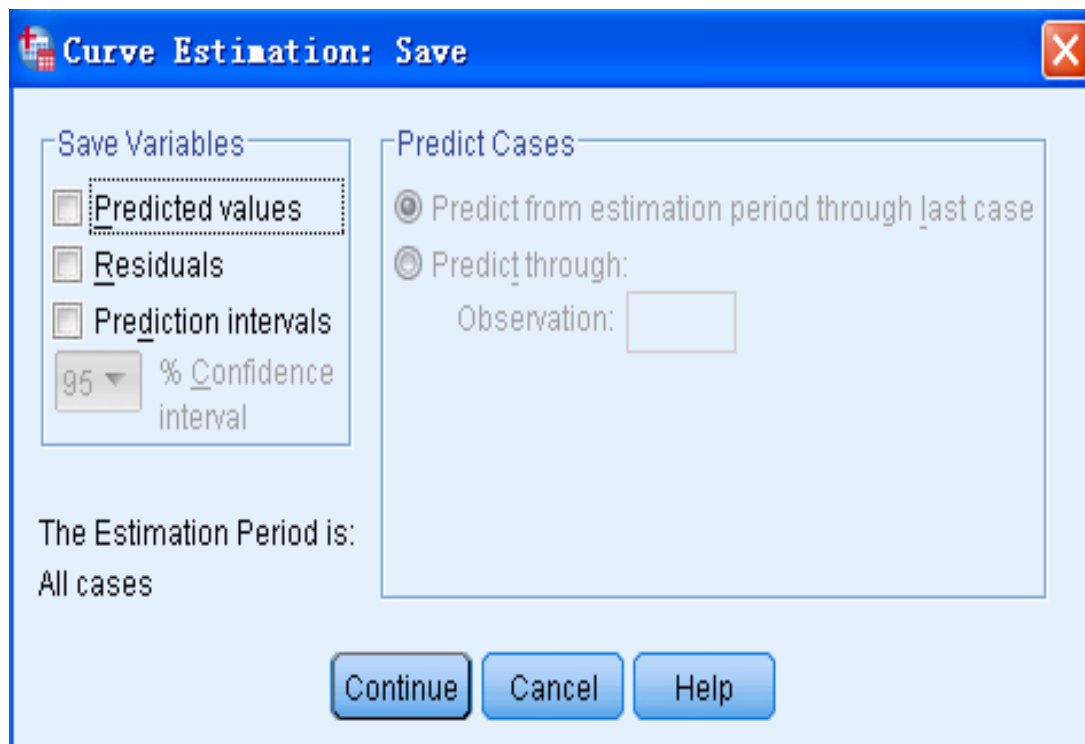 Curve Estimation: Save
Save Variables
Predicted values
Residuals
Prediction intervals
95 % Confidence
interval
The Estimation Period is:
All cases
Predict Cases
Predict from estimation period through last case
Predict through:
Observation:
Continue Cancel Help